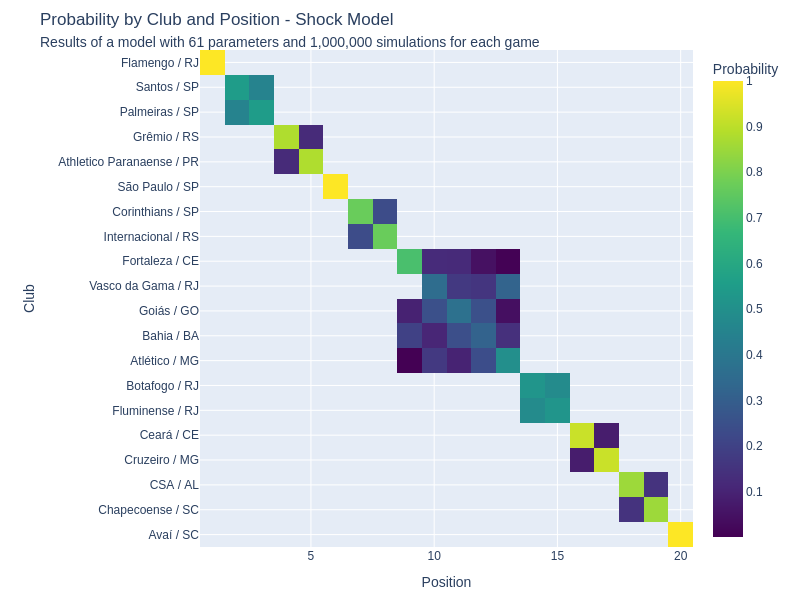 Probability by Club and Position - Shock Model
Results of a model with 61 parameters and 1,000,000 simulations for each game
Probability
Flamengo / RJ
Santos / SP
Palmeiras / SP
Grêmio / RS
Athletico Paranaense / PR
São Paulo / SP
Corinthians / SP
Internacional / RS
Fortaleza / CE
Vasco da Gama / RJ
Goiás / GO
Bahia / BA
Atlético / MG
Botafogo / RJ
Fluminense / RJ
Ceará / CE
Cruzeiro / MG
CSA / AL
Chapecoense / SC
Avaí / SC
Club
5
10
15
20
Position
1
0.9
0.8
0.7
0.6
0.5
0.4
0.3
0.2
0.1